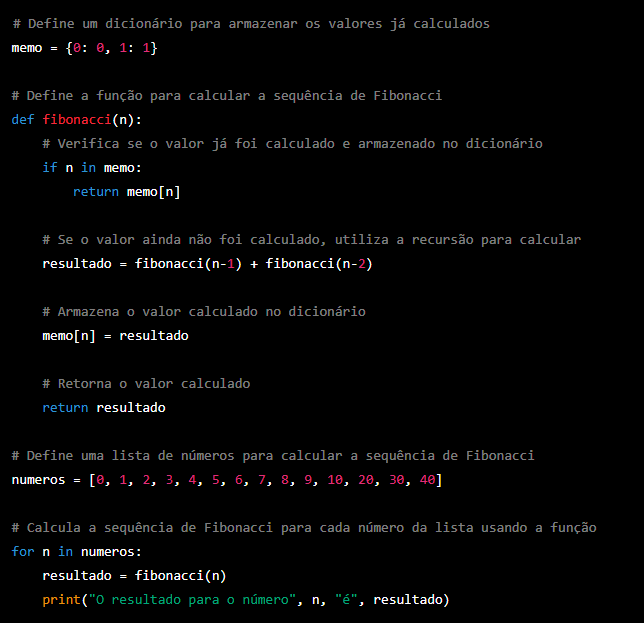 # Define um dicionário para armazenar os valores já calculados
memo = {0: 0, 1: 1}
# Define a função para calcular a sequência de Fibonacci
def fibonacci(n):
    # Verifica se o valor já foi calculado e armazenado no dicionário
    if n in memo:
        return memo[n]
    # Se o valor ainda não foi calculado, utiliza a recursão para calcular
    resultado = fibonacci(n-1) + fibonacci(n-2)
    # Armazena o valor calculado no dicionário
    memo[n] = resultado
    # Retorna o valor calculado
    return resultado
# Define uma lista de números para calcular a sequência de Fibonacci
numeros = [0, 1, 2, 3, 4, 5, 6, 7, 8, 9, 10, 20, 30, 40]
# Calcula a sequência de Fibonacci para cada número da lista usando a função
for n in numeros:
    resultado = fibonacci(n)
    print("O resultado para o número", n, "é", resultado)